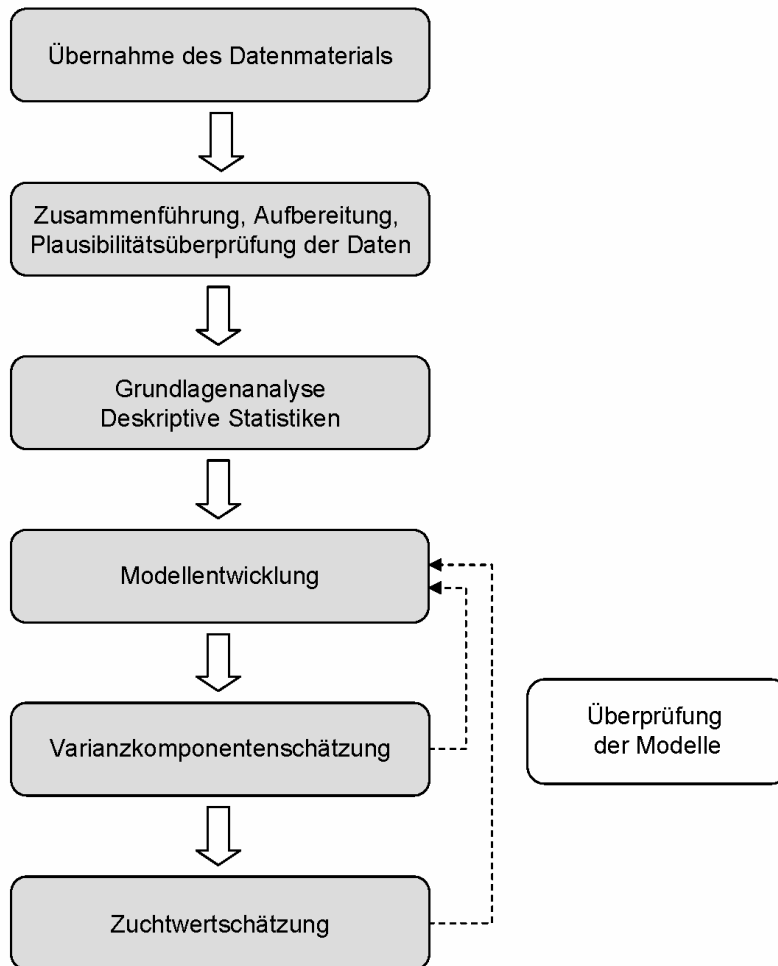 Übernahme des Datenmaterials
Zusammenführung, Aufbereitung,
Plausibilitätsüberprüfung der Daten
Grundlagenanalyse
Deskriptive Statistiken
Modellentwicklung
Varianzkomponentenschätzung
Überprüfung
der Modelle
Zuchtwertschätzung